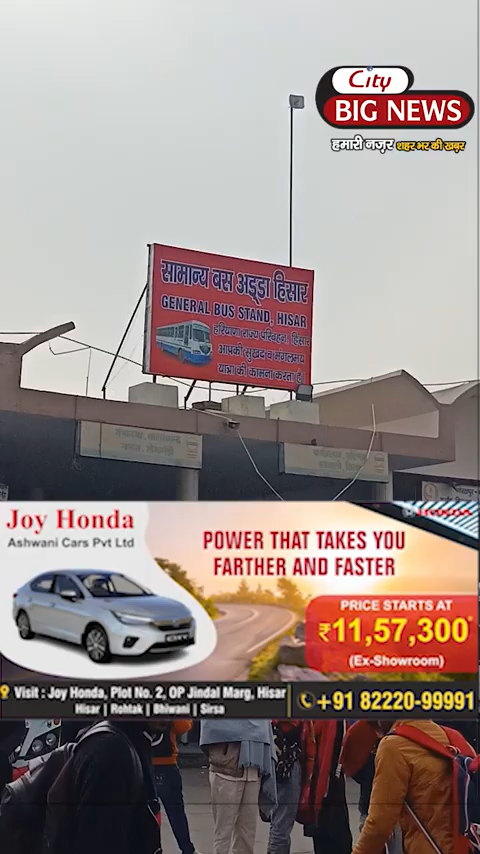 City
BIG NEWS
हमारी नज़र शहर भर की ख़बर
सामान्य बस अड्डा हिसार
GENERAL BUS STAND, HISAR
हरियाणा राज्य परिवहन, हिसार
आपकी सुखद व मंगलमय
यात्रा की कामना करता है।
Joy Honda
Ashwani Cars Pvt Ltd
HONDA
POWER THAT TAKES YOU
FARTHER AND FASTER
PRICE STARTS AT
₹11,57,300*
(Ex-Showroom)
Visit : Joy Honda, Plot No. 2, OP Jindal Marg, Hisar
Hisar | Rohtak | Bhiwani | Sirsa
+91 82220-99991